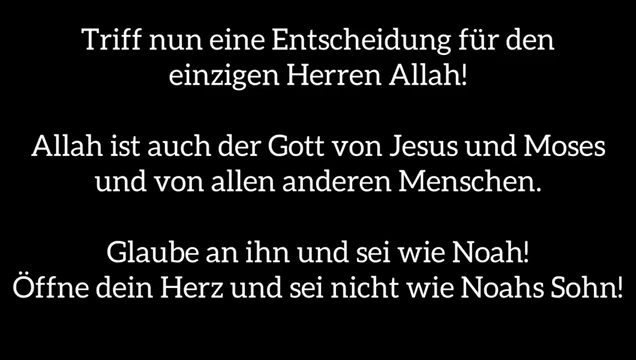 Triff nun eine Entscheidung für den
einzigen Herren Allah!
Allah ist auch der Gott von Jesus und Moses
und von allen anderen Menschen.
Glaube an ihn und sei wie Noah!
Öffne dein Herz und sei nicht wie Noahs Sohn!